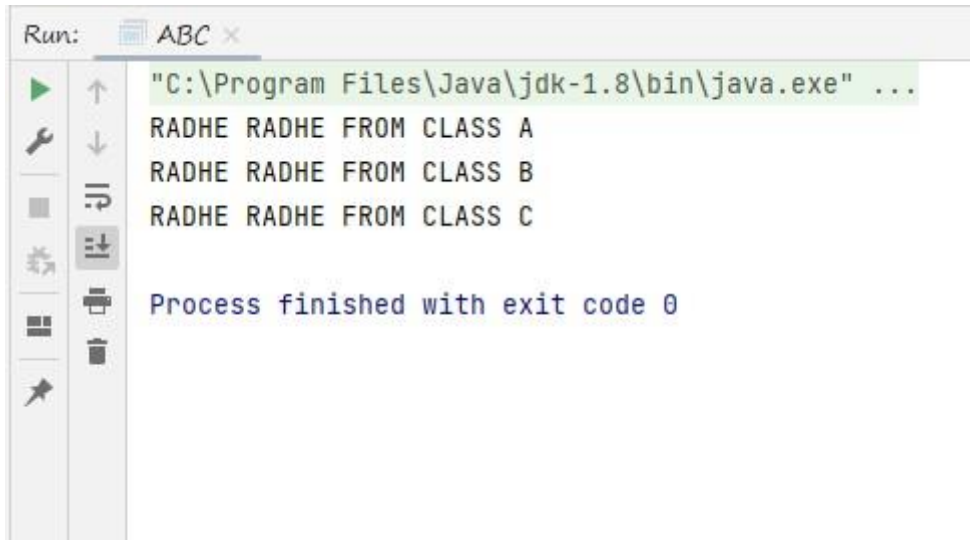 Run: ABC
"C:\Program Files\Java\jdk-1.8\bin\java.exe" ...
RADHE RADHE FROM CLASS A
RADHE RADHE FROM CLASS B
RADHE RADHE FROM CLASS C
Process finished with exit code 0